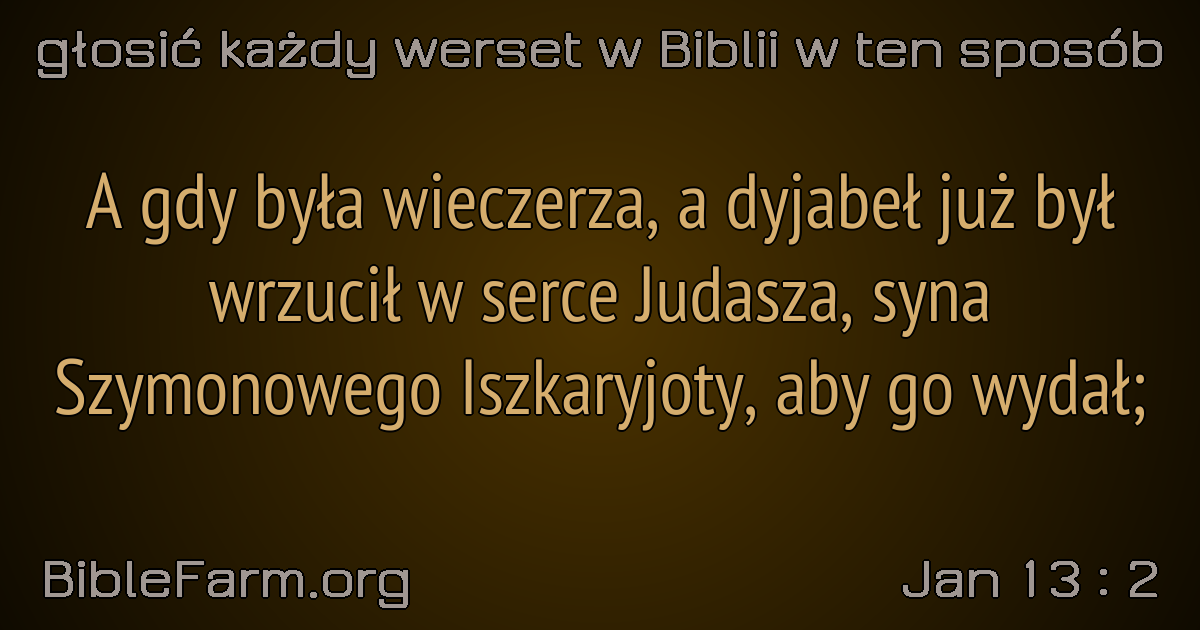 głosić każdy werset w Biblii w ten sposób
A gdy była wieczerza, a dyjabeł już był
wrzucił w serce Judasza, syna
Szymonowego Iszkaryjoty, aby go wydał;
BibleFarm.org
Jan 13 : 2